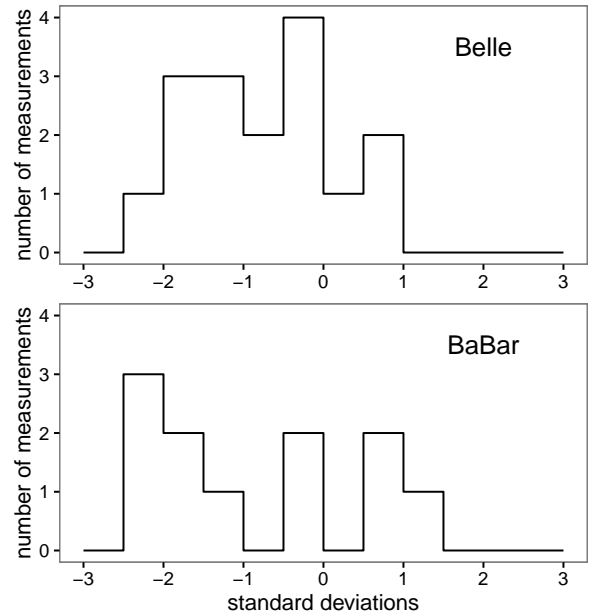 Belle
number of measurements
4
3
2
1
0
−3 −2 −1 0 1 2 3
BaBar
number of measurements
4
3
2
1
0
−3 −2 −1 0 1 2 3
standard deviations